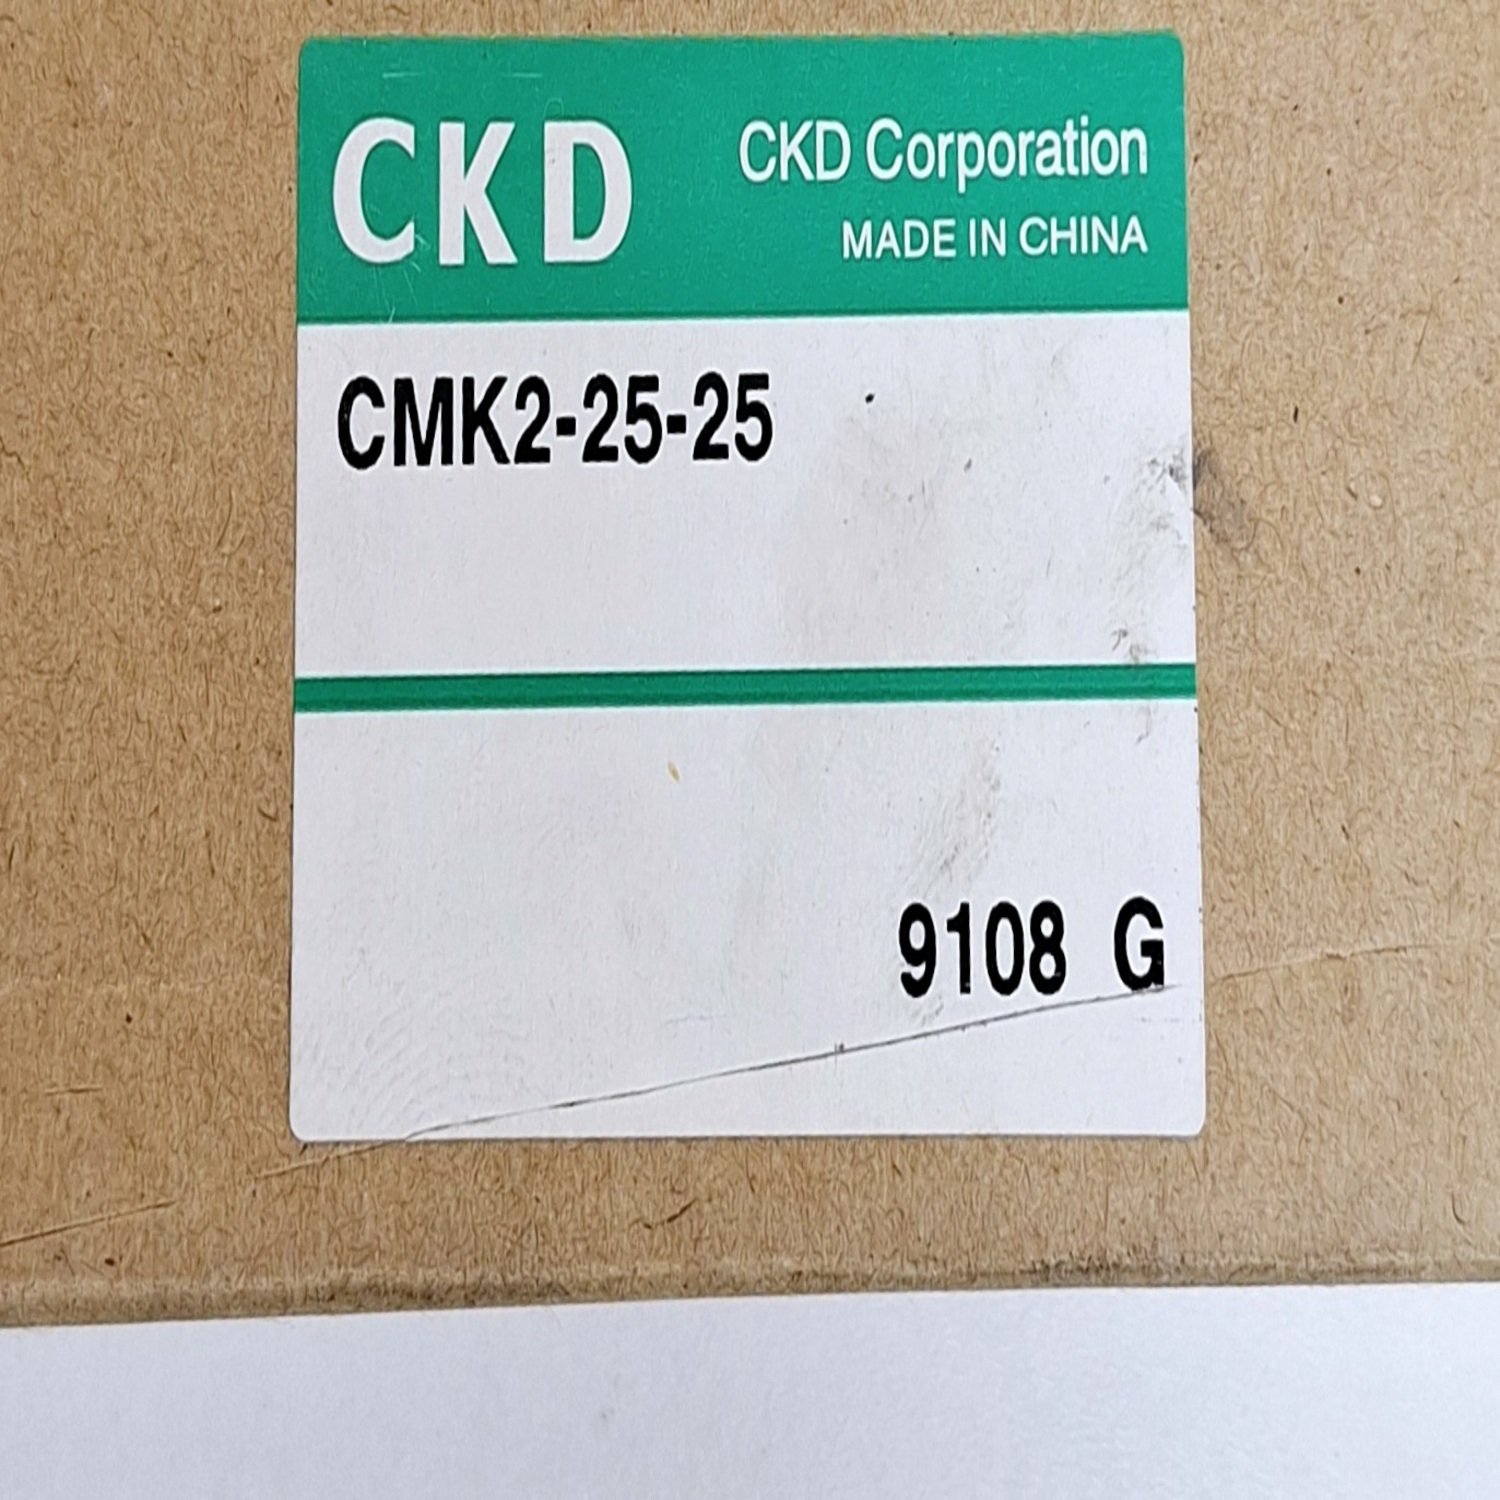 CKD
CKD Corporation
MADE IN CHINA
CMK2-25-25
9108 G